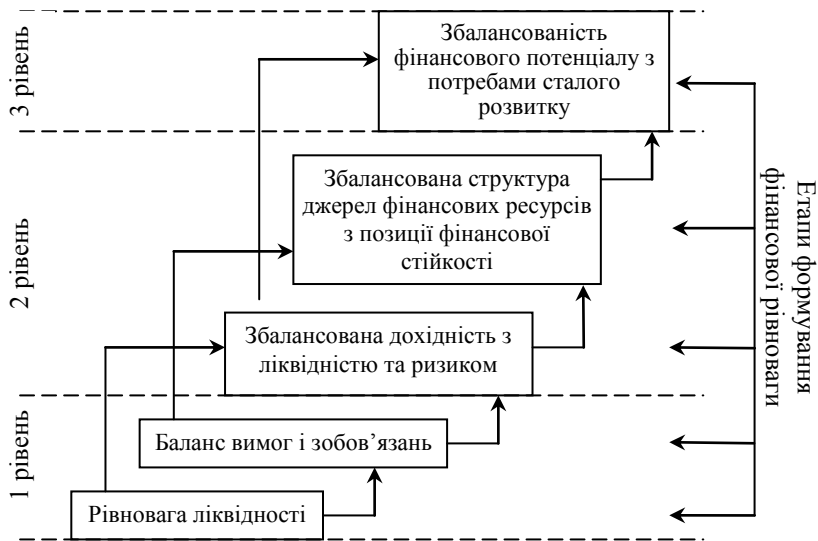 3 рівень
Збалансованість
фінансового потенціалу з
потребами сталого
розвитку
2 рівень
Збалансована структура
джерел фінансових ресурсів
з позиції фінансової
стійкості
Збалансована дохідність з
ліквідністю та ризиком
1 рівень
Баланс вимог і зобов’язань
Рівновага ліквідності
Етапи формування
фінансової рівноваги